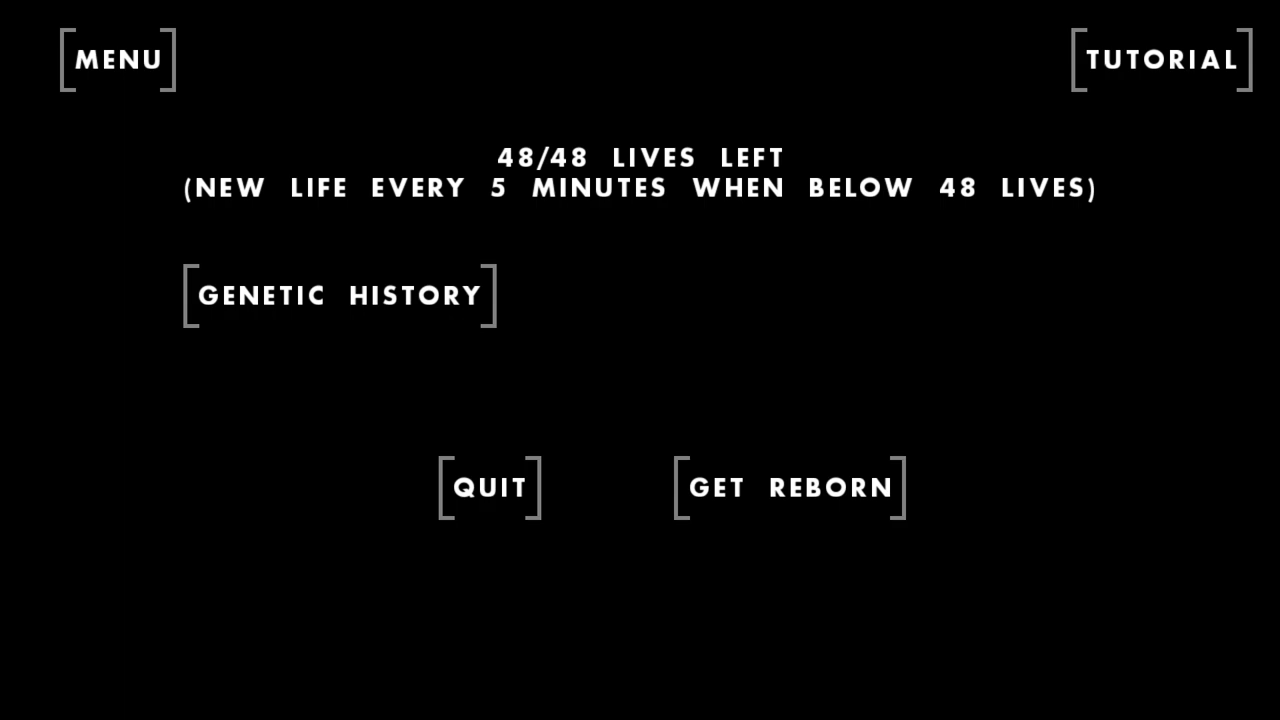 MENU
TUTORIAL
48/48 LIVES LEFT
(NEW LIFE EVERY 5 MINUTES WHEN BELOW 48 LIVES)
GENETIC HISTORY
QUIT
GET REBORN